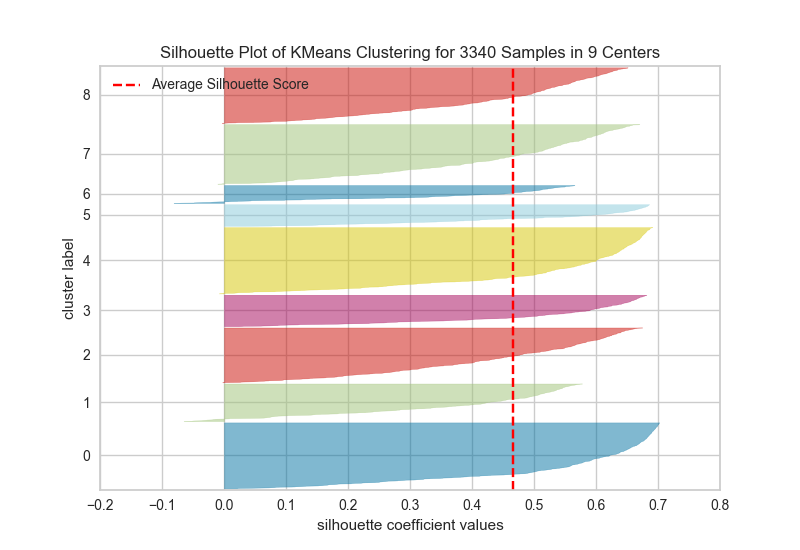 Silhouette Plot of KMeans Clustering for 3340 Samples in 9 Centers
Average Silhouette Score
8
7
6
5
4
3
2
1
0
cluster label
−0.2 −0.1 0.0 0.1 0.2 0.3 0.4 0.5 0.6 0.7 0.8
silhouette coefficient values